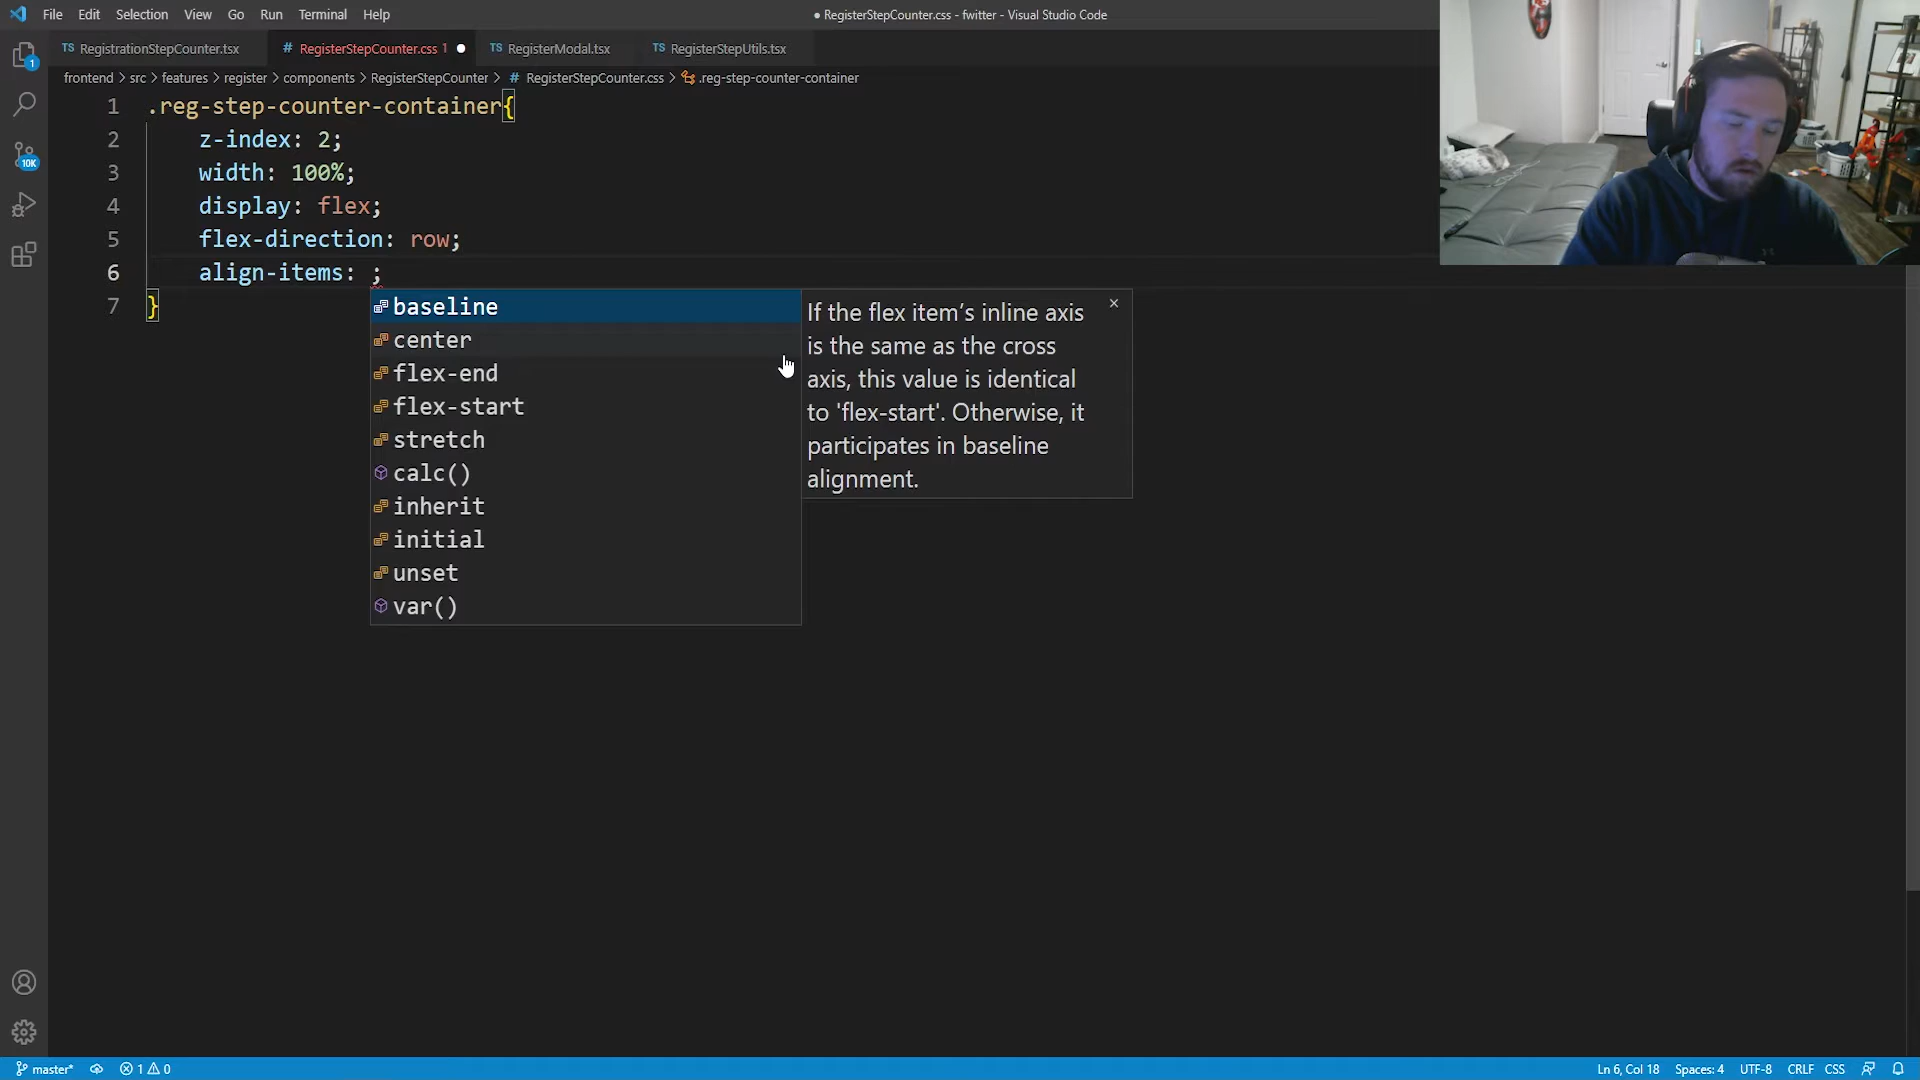 File Edit Selection View Go Run Terminal Help
● RegisterStepCounter.css - fwitter - Visual Studio Code
TS RegistrationStepCounter.tsx
# RegisterStepCounter.css 1 ●
TS RegisterModal.tsx
TS RegisterStepUtils.tsx
frontend > src > features > register > components > RegisterStepCounter > # RegisterStepCounter.css > .reg-step-counter-container
1 .reg-step-counter-container{
2 z-index: 2;
3 width: 100%;
4 display: flex;
5 flex-direction: row;
6 align-items: ;
7 }
baseline
center
flex-end
flex-start
stretch
calc()
inherit
initial
unset
var()
If the flex item’s inline axis
is the same as the cross
axis, this value is identical
to 'flex-start'. Otherwise, it
participates in baseline
alignment.
1
10K
master* 1 0
Ln 6, Col 18 Spaces: 4 UTF-8 CRLF CSS